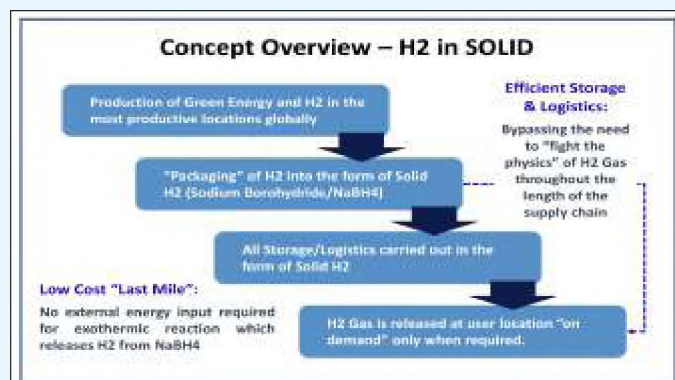 Concept Overview – H2 in SOLID
Production of Green Energy and H2 in the
most productive locations globally
Efficient Storage
& Logistics:
Bypassing the need
to "fight the
physics" of H2 Gas
throughout the
length of the
supply chain
"Packaging" of H2 into the form of Solid
H2 (Sodium Borohydride/NaBH4)
All Storage/Logistics carried out in the
form of Solid H2
Low Cost "Last Mile":
No external energy input required
for exothermic reaction which
releases H2 from NaBH4
H2 Gas is released at user location "on
demand" only when required.